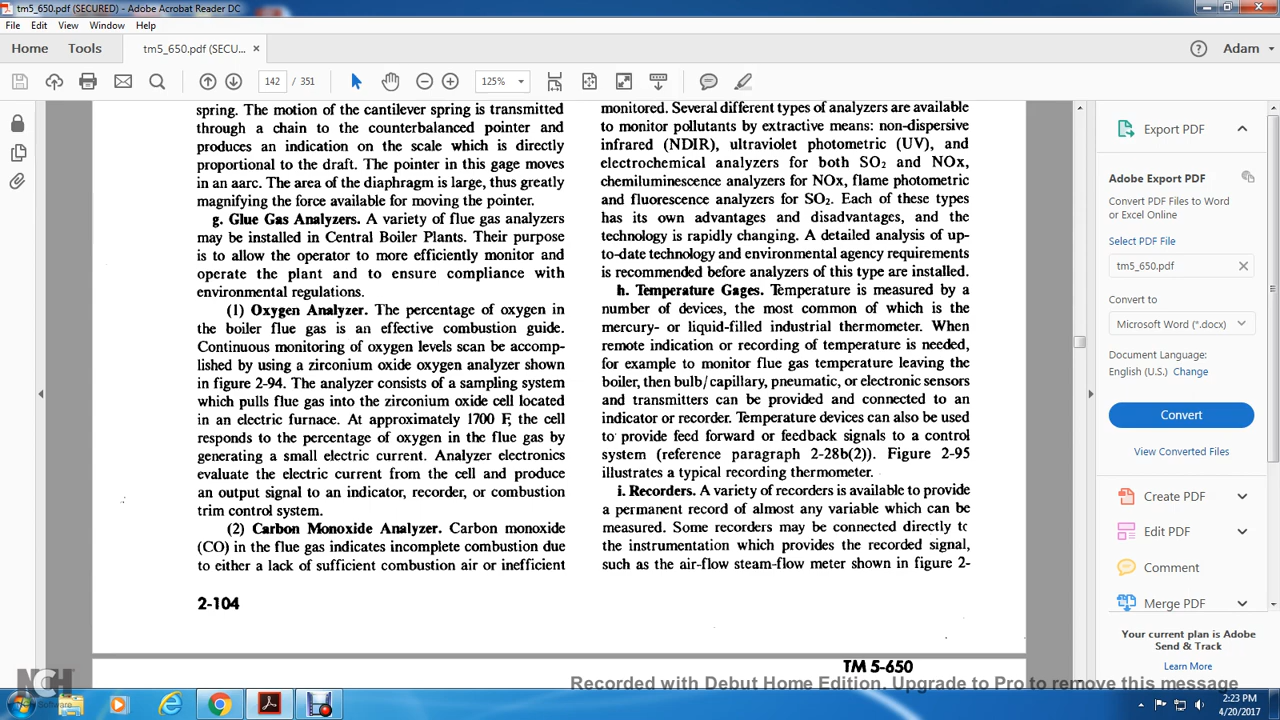 tm5_650.pdf (SECURED) - Adobe Acrobat Reader DC
File Edit View Window Help
Home Tools tm5_650.pdf (SECU... × Adam
142 / 351 125%
spring. The motion of the cantilever spring is transmitted
through a chain to the counterbalanced pointer and
produces an indication on the scale which is directly
proportional to the draft. The pointer in this gage moves
in an aarc. The area of the diaphragm is large, thus greatly
magnifying the force available for moving the pointer.
g. Glue Gas Analyzers. A variety of flue gas analyzers
may be installed in Central Boiler Plants. Their purpose
is to allow the operator to more efficiently monitor and
operate the plant and to ensure compliance with
environmental regulations.
(1) Oxygen Analyzer. The percentage of oxygen in
the boiler flue gas is an effective combustion guide.
Continuous monitoring of oxygen levels scan be accomp-
lished by using a zirconium oxide oxygen analyzer shown
in figure 2-94. The analyzer consists of a sampling system
which pulls flue gas into the zirconium oxide cell located
in an electric furnace. At approximately 1700 F, the cell
responds to the percentage of oxygen in the flue gas by
generating a small electric current. Analyzer electronics
evaluate the electric current from the cell and produce
an output signal to an indicator, recorder, or combustion
trim control system.
(2) Carbon Monoxide Analyzer. Carbon monoxide
(CO) in the flue gas indicates incomplete combustion due
to either a lack of sufficient combustion air or inefficient
2-104
monitored. Several different types of analyzers are available
to monitor pollutants by extractive means: non-dispersive
infrared (NDIR), ultraviolet photometric (UV), and
electrochemical analyzers for both SO2 and NOx,
chemiluminescence analyzers for NOx, flame photometric
and fluorescence analyzers for SO2. Each of these types
has its own advantages and disadvantages, and the
technology is rapidly changing. A detailed analysis of up-
to-date technology and environmental agency requirements
is recommended before analyzers of this type are installed.
h. Temperature Gages. Temperature is measured by a
number of devices, the most common of which is the
mercury- or liquid-filled industrial thermometer. When
remote indication or recording of temperature is needed,
for example to monitor flue gas temperature leaving the
boiler, then bulb/capillary, pneumatic, or electronic sensors
and transmitters can be provided and connected to an
indicator or recorder. Temperature devices can also be used
to provide feed forward or feedback signals to a control
system (reference paragraph 2-28b(2)). Figure 2-95
illustrates a typical recording thermometer.
i. Recorders. A variety of recorders is available to provide
a permanent record of almost any variable which can be
measured. Some recorders may be connected directly to
the instrumentation which provides the recorded signal,
such as the air-flow steam-flow meter shown in figure 2-
TM 5-650
Export PDF
Adobe Export PDF
Convert PDF Files to Word
or Excel Online
Select PDF File
tm5_650.pdf
Convert to
Microsoft Word (*.docx)
Document Language:
English (U.S.) Change
Convert
View Converted Files
Create PDF
Edit PDF
Comment
Merge PDF
Your current plan is Adobe
Send & Track
Learn More
NCH
Software
Recorded with Debut Home Edition. Upgrade to Pro to remove this message
2:23 PM
4/20/2017